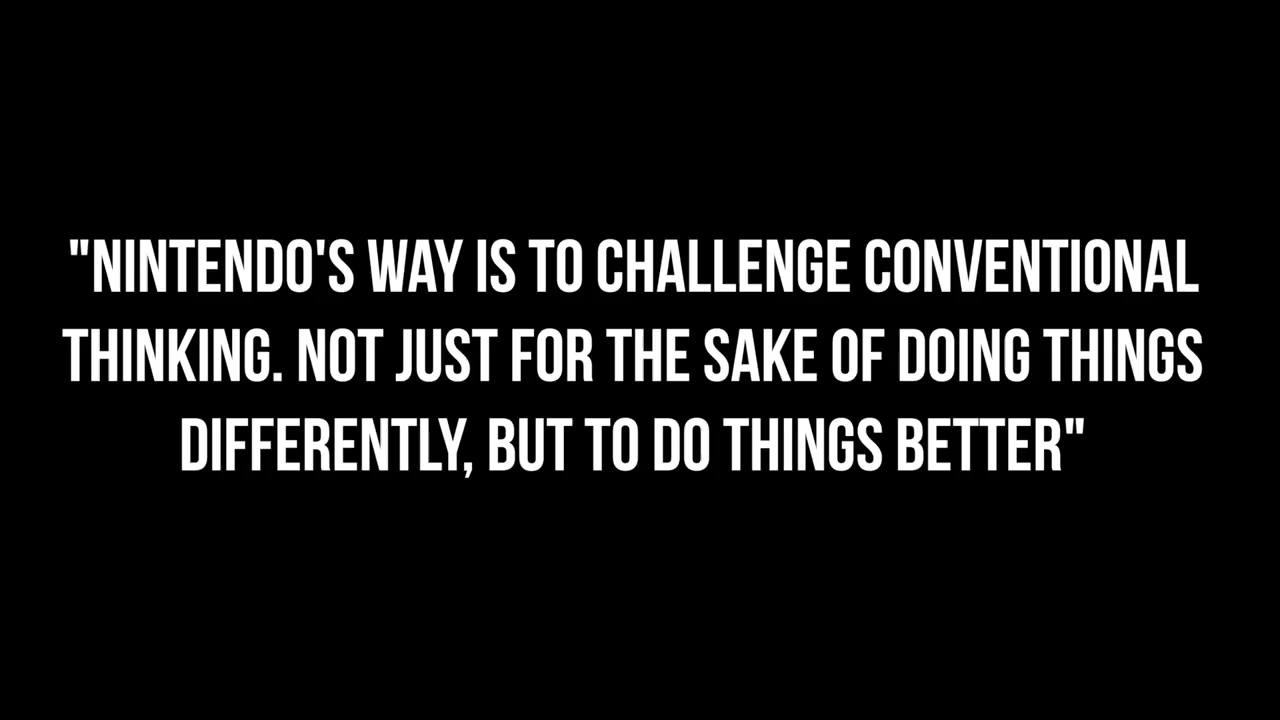 "NINTENDO'S WAY IS TO CHALLENGE CONVENTIONAL
THINKING. NOT JUST FOR THE SAKE OF DOING THINGS
DIFFERENTLY, BUT TO DO THINGS BETTER"